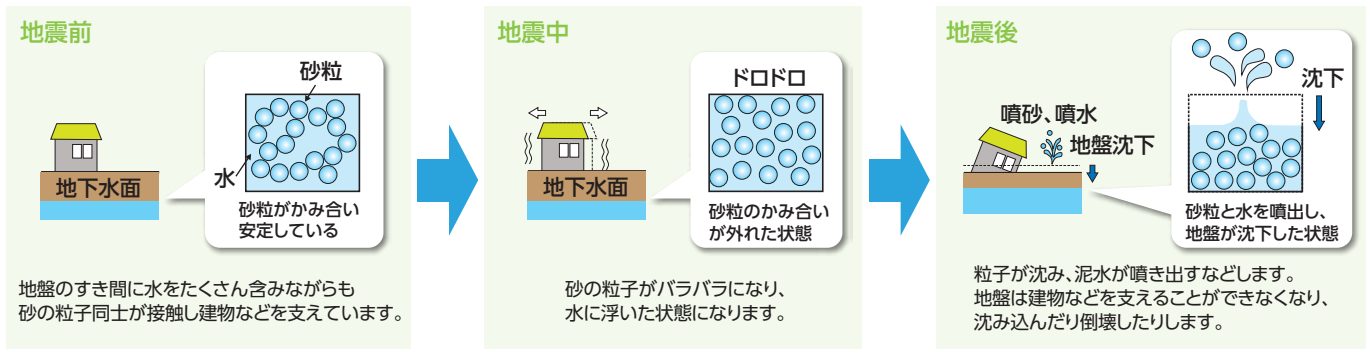 地震前
砂粒
水
地下水面
砂粒がかみ合い
安定している
地盤のすき間に水をたくさん含みながらも
砂の粒子同士が接触し建物などを支えています。
地震中
ドロドロ
地下水面
砂粒のかみ合い
が外れた状態
砂の粒子がバラバラになり、
水に浮いた状態になります。
地震後
沈下
噴砂、噴水
地盤沈下
砂粒と水を噴出し、
地盤が沈下した状態
粒子が沈み、泥水が噴き出すなどします。
地盤は建物などを支えることができなくなり、
沈み込んだり倒壊したりします。